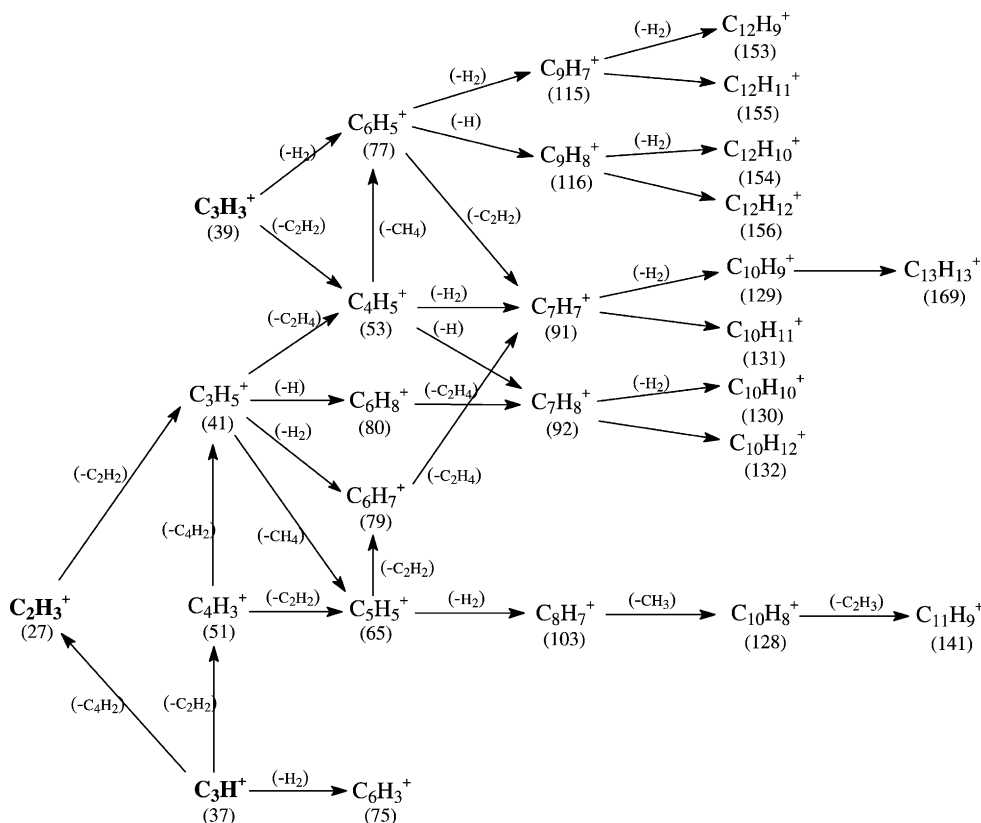 C₁₂H₉⁺
(-H₂)
(153)
C₉H₇⁺
(-H₂)
(115)
C₁₂H₁₁⁺
(155)
C₆H₅⁺
(-H)
(77)
(-H₂)
C₁₂H₁₀⁺
(-H₂)
C₉H₈⁺
(154)
(116)
C₃H₃⁺
C₁₂H₁₂⁺
(39)
(-C₂H₂)
(-CH₄)
(-C₂H₂)
(156)
C₁₀H₉⁺
C₁₃H₁₃⁺
(-H₂)
(129)
(169)
C₄H₅⁺
(-H₂)
C₇H₇⁺
(-C₂H₄)
(53)
(-H)
(91)
C₁₀H₁₁⁺
(131)
C₃H₅⁺
(-H)
C₆H₈⁺
(-C₂H₄)
C₇H₈⁺
(-H₂)
C₁₀H₁₀⁺
(41)
(80)
(92)
(130)
(-H₂)
C₁₀H₁₂⁺
(132)
(-C₂H₂)
C₆H₇⁺
(-C₂H₄)
(79)
(-C₄H₂)
(-CH₄)
(-C₂H₂)
C₂H₃⁺
C₄H₃⁺
(-C₂H₂)
C₅H₅⁺
(-H₂)
C₈H₇⁺
(-CH₃)
C₁₀H₈⁺
(-C₂H₃)
C₁₁H₉⁺
(27)
(51)
(65)
(103)
(128)
(141)
(-C₄H₂)
(-C₂H₂)
C₃H⁺
(-H₂)
C₆H₃⁺
(37)
(75)